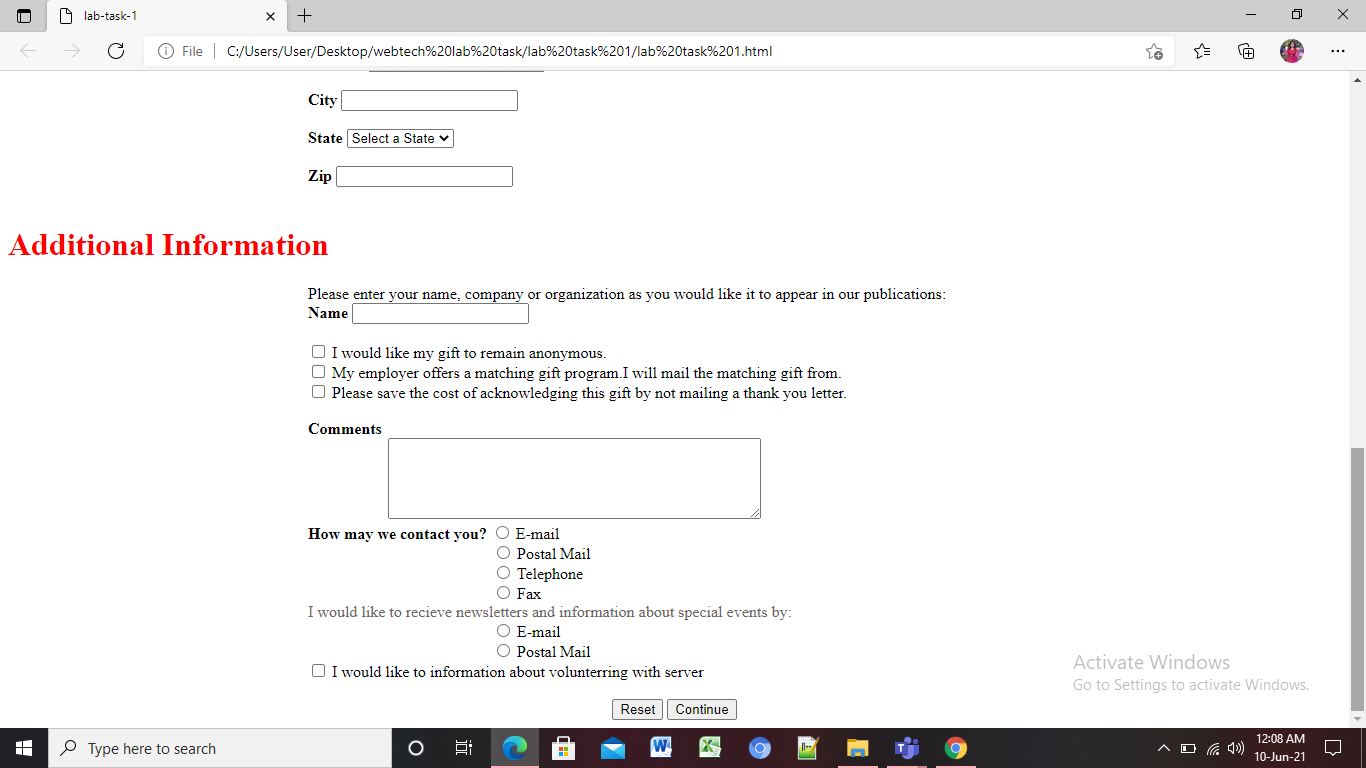 lab-task-1
File C:/Users/User/Desktop/webtech%20lab%20task/lab%20task%201/lab%20task%201.html
City
State Select a State
Zip
Additional Information
Please enter your name, company or organization as you would like it to appear in our publications:
Name
I would like my gift to remain anonymous.
My employer offers a matching gift program.I will mail the matching gift from.
Please save the cost of acknowledging this gift by not mailing a thank you letter.
Comments
How may we contact you? E-mail
Postal Mail
Telephone
Fax
I would like to recieve newsletters and information about special events by:
E-mail
Postal Mail
I would like to information about volunterring with server
Activate Windows
Go to Settings to activate Windows.
Reset Continue
Type here to search
12:08 AM
10-Jun-21